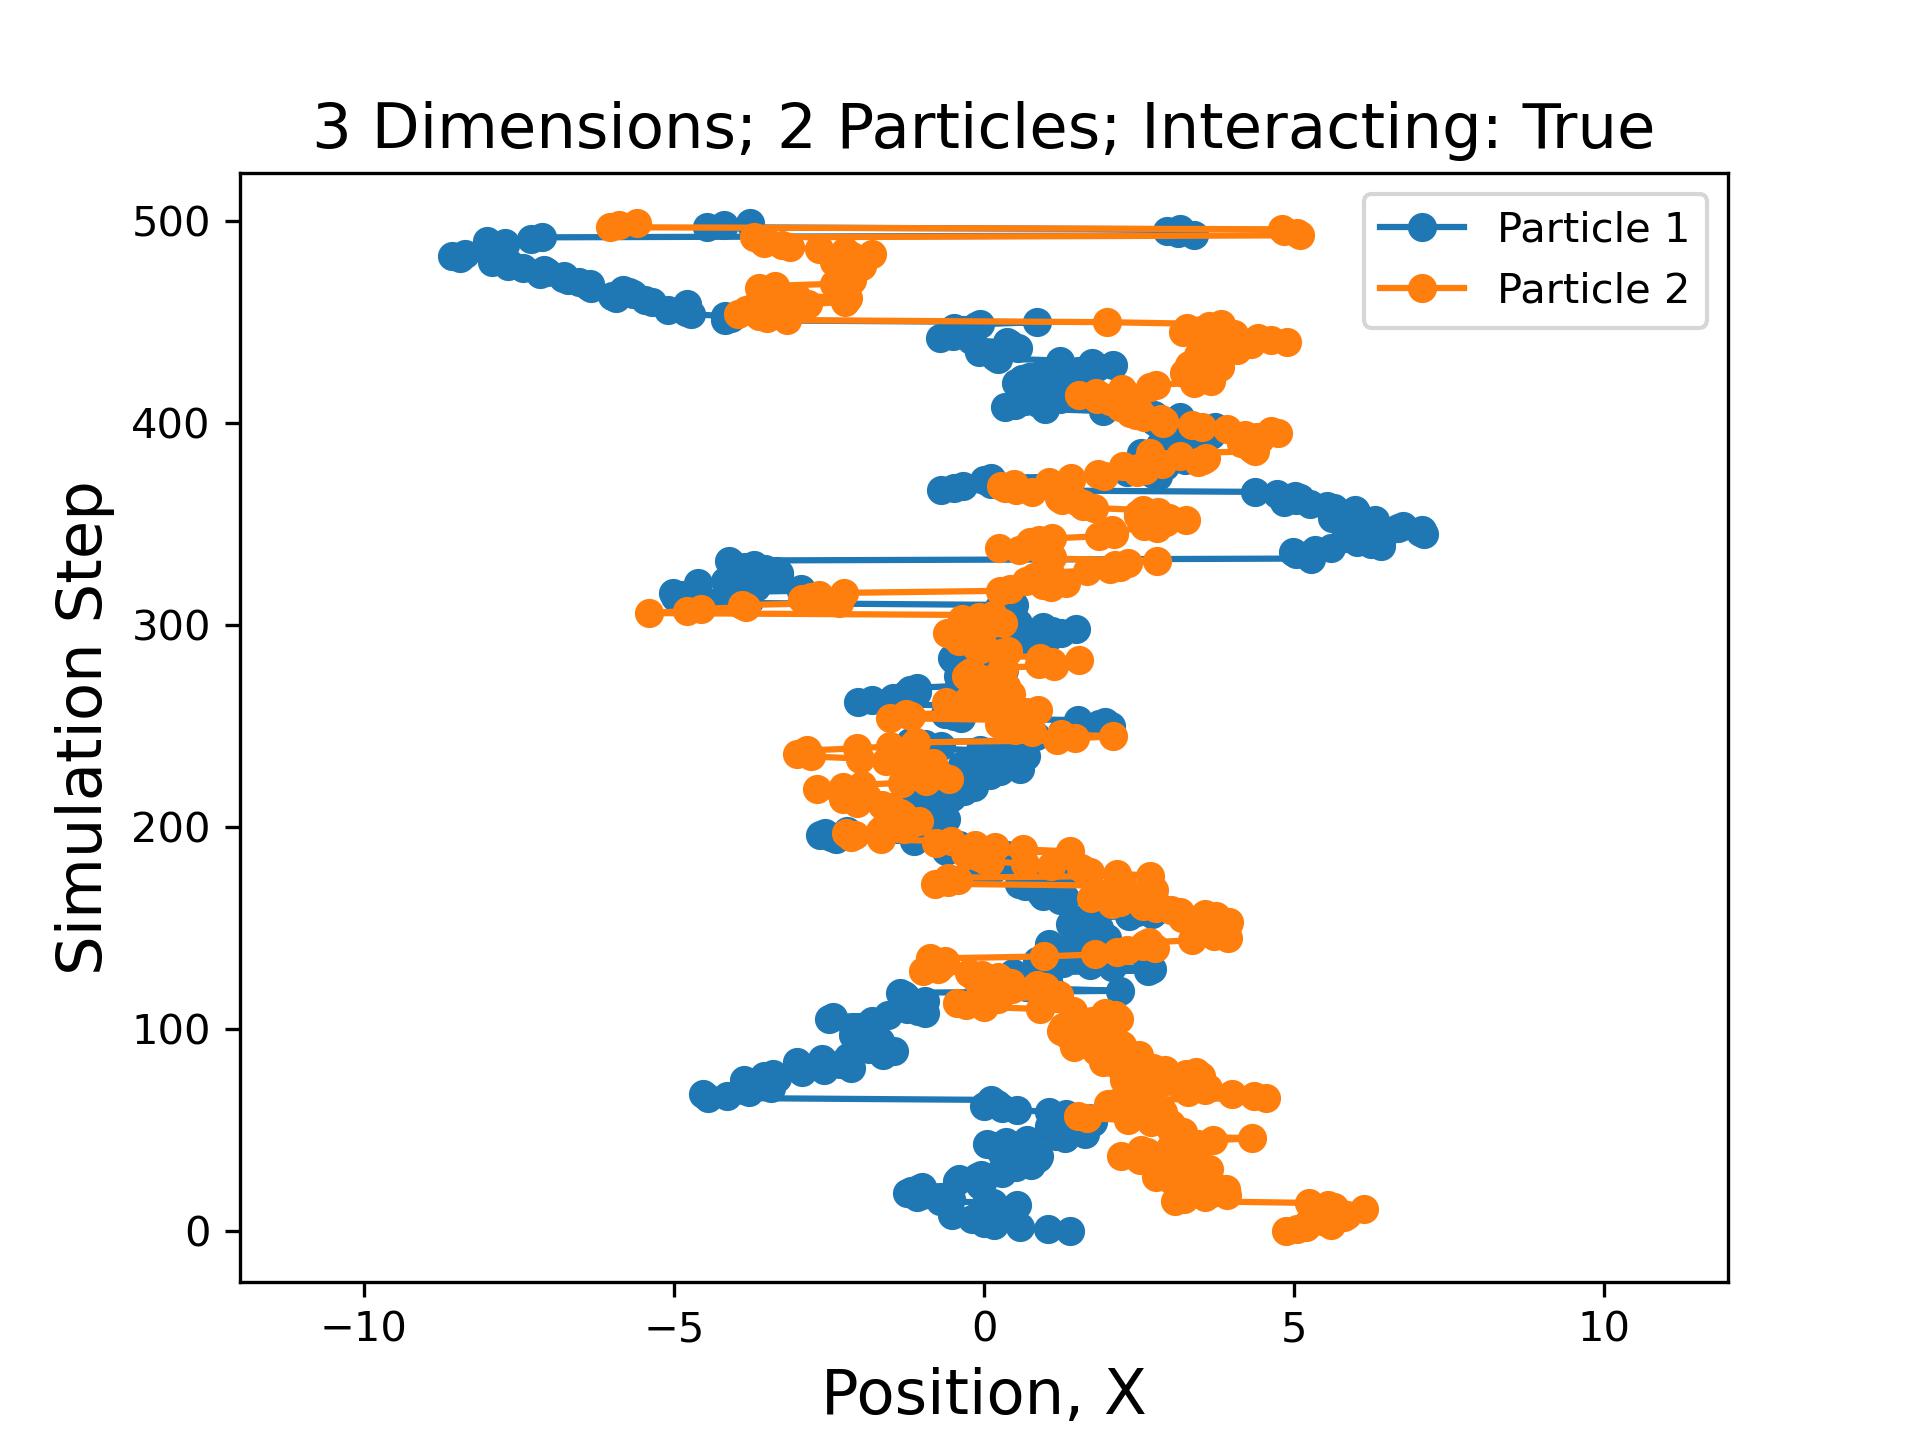 3 Dimensions; 2 Particles; Interacting: True
Particle 1
Particle 2
Simulation Step
500
400
300
200
100
0
−10
−5
0
5
10
Position, X